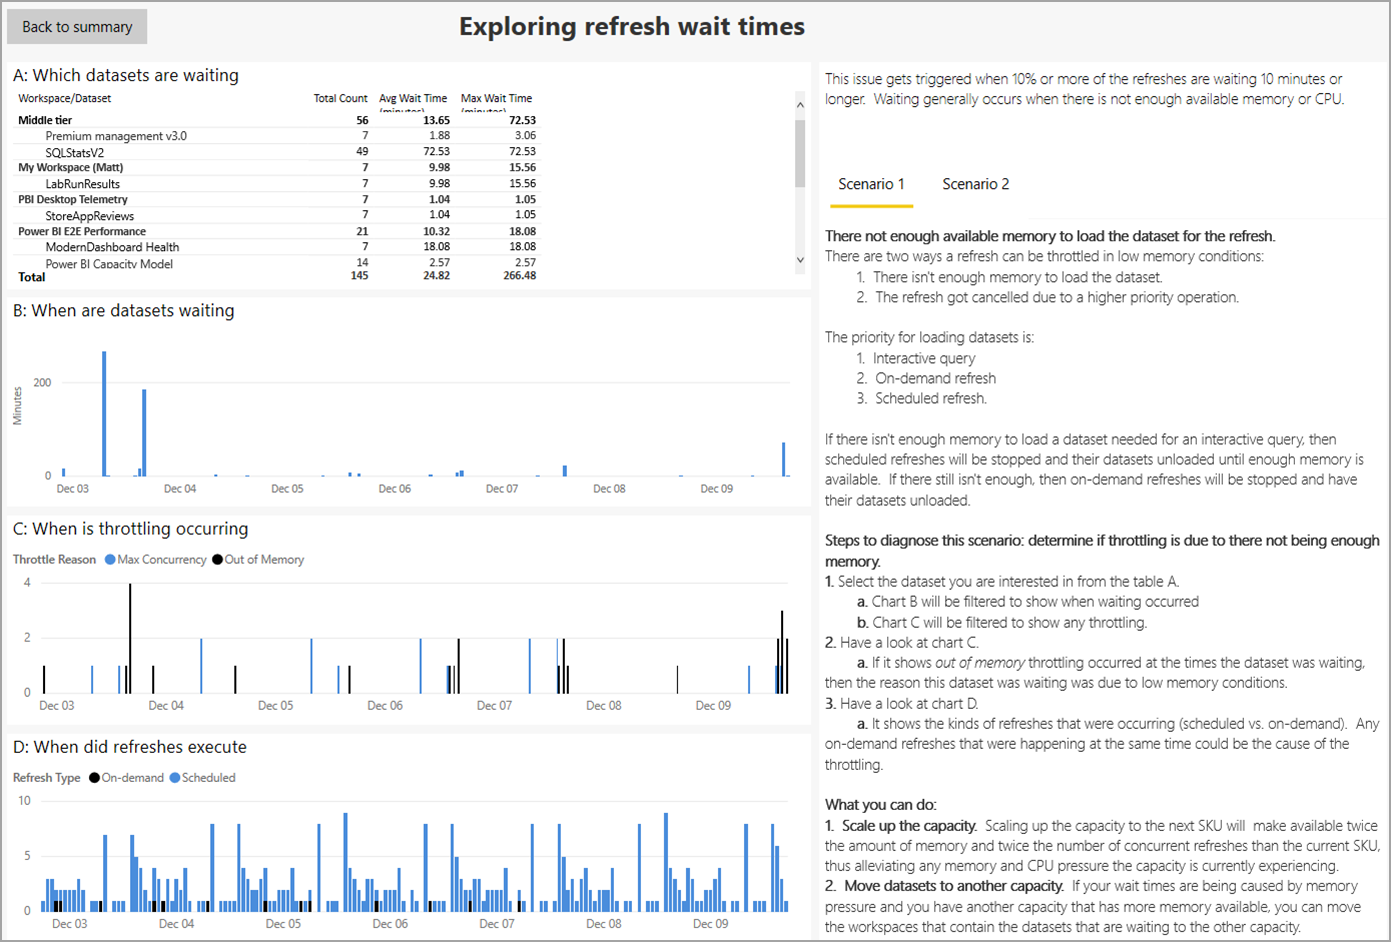 Back to summary
Exploring refresh wait times
A: Which datasets are waiting
Workspace/Dataset Total Count Avg Wait Time (minutes) Max Wait Time (minutes)
Middle tier 56 13.65 72.53
Premium management v3.0 7 1.88 3.06
SQLStatsV2 49 72.53 72.53
My Workspace (Matt) 7 9.98 15.56
LabRunResults 7 9.98 15.56
PBI Desktop Telemetry 7 1.04 1.05
StoreAppReviews 7 1.04 1.05
Power BI E2E Performance 21 10.32 18.08
ModernDashboard Health 7 18.08 18.08
Power BI Capacity Model 14 2.57 2.57
Total 145 24.82 266.48
B: When are datasets waiting
Minutes
200
0
Dec 03 Dec 04 Dec 05 Dec 06 Dec 07 Dec 08 Dec 09
C: When is throttling occurring
Throttle Reason Max Concurrency Out of Memory
4
2
0
Dec 03 Dec 04 Dec 05 Dec 06 Dec 07 Dec 08 Dec 09
D: When did refreshes execute
Refresh Type On-demand Scheduled
10
5
0
Dec 03 Dec 04 Dec 05 Dec 06 Dec 07 Dec 08 Dec 09
This issue gets triggered when 10% or more of the refreshes are waiting 10 minutes or
longer. Waiting generally occurs when there is not enough available memory or CPU.
Scenario 1 Scenario 2
There not enough available memory to load the dataset for the refresh.
There are two ways a refresh can be throttled in low memory conditions:
1. There isn't enough memory to load the dataset.
2. The refresh got cancelled due to a higher priority operation.
The priority for loading datasets is:
1. Interactive query
2. On-demand refresh
3. Scheduled refresh.
If there isn't enough memory to load a dataset needed for an interactive query, then
scheduled refreshes will be stopped and their datasets unloaded until enough memory is
available. If there still isn't enough, then on-demand refreshes will be stopped and have
their datasets unloaded.
Steps to diagnose this scenario: determine if throttling is due to there not being enough
memory.
1. Select the dataset you are interested in from the table A.
a. Chart B will be filtered to show when waiting occurred
b. Chart C will be filtered to show any throttling.
2. Have a look at chart C.
a. If it shows out of memory throttling occurred at the times the dataset was waiting,
then the reason this dataset was waiting was due to low memory conditions.
3. Have a look at chart D.
a. It shows the kinds of refreshes that were occurring (scheduled vs. on-demand). Any
on-demand refreshes that were happening at the same time could be the cause of the
throttling.
What you can do:
1. Scale up the capacity. Scaling up the capacity to the next SKU will make available twice
the amount of memory and twice the number of concurrent refreshes than the current SKU,
thus alleviating any memory and CPU pressure the capacity is currently experiencing.
2. Move datasets to another capacity. If your wait times are being caused by memory
pressure and you have another capacity that has more memory available, you can move
the workspaces that contain the datasets that are waiting to the other capacity.